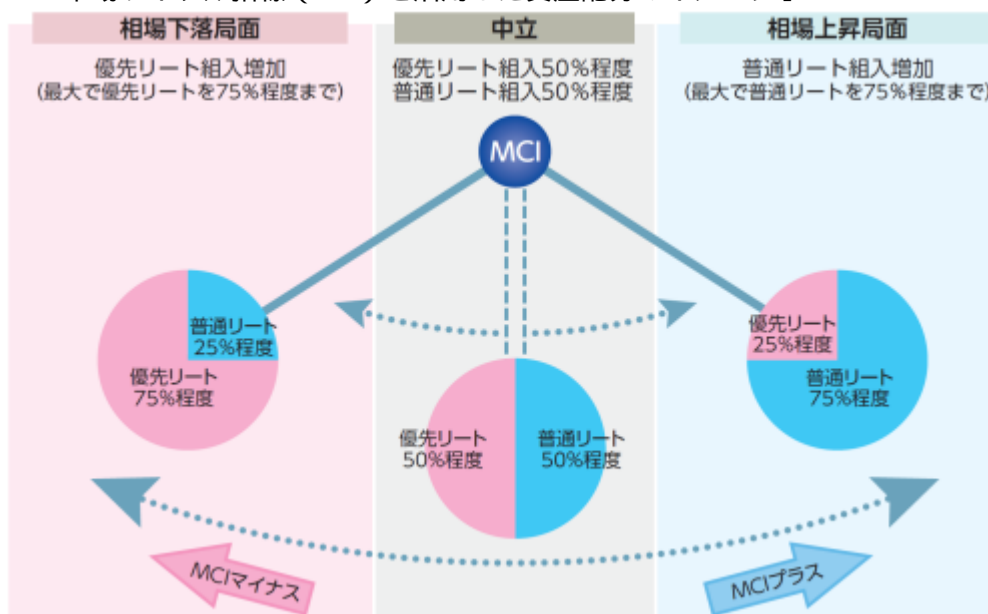 相場下落局面
優先リート組入増加
(最大で優先リートを75%程度まで)
中立
優先リート組入50%程度
普通リート組入50%程度
相場上昇局面
普通リート組入増加
(最大で普通リートを75%程度まで)
MCI
普通リート
25%程度
優先リート
75%程度
優先リート
50%程度
普通リート
50%程度
優先リート
25%程度
普通リート
75%程度
MCIマイナス
MCIプラス